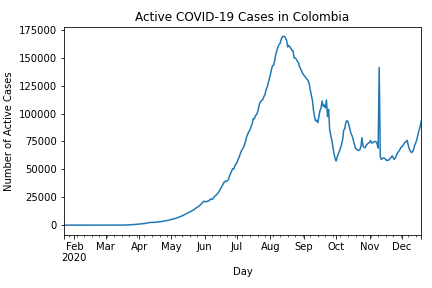 Active COVID-19 Cases in Colombia
Number of Active Cases
175000
150000
125000
100000
75000
50000
25000
0
Feb Mar Apr May Jun Jul Aug Sep Oct Nov Dec
2020
Day